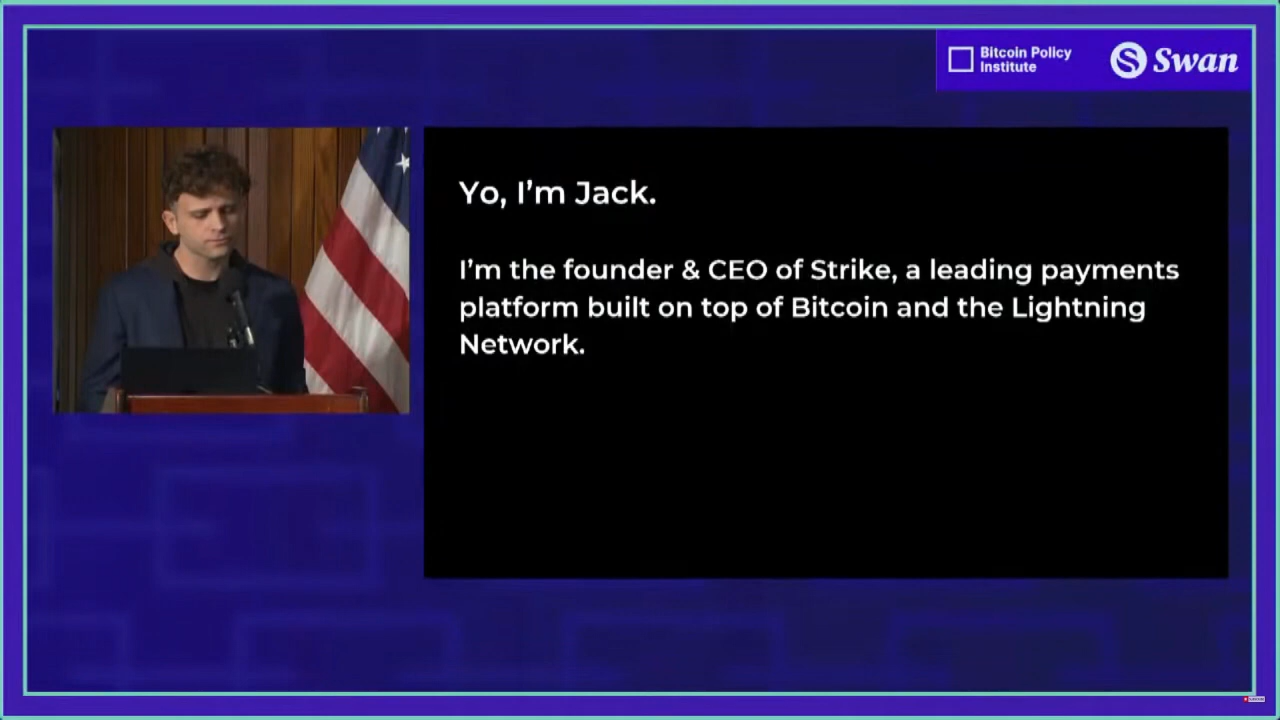 Bitcoin Policy
Institute
Swan
Yo, I'm Jack.
I'm the founder & CEO of Strike, a leading payments
platform built on top of Bitcoin and the Lightning
Network.